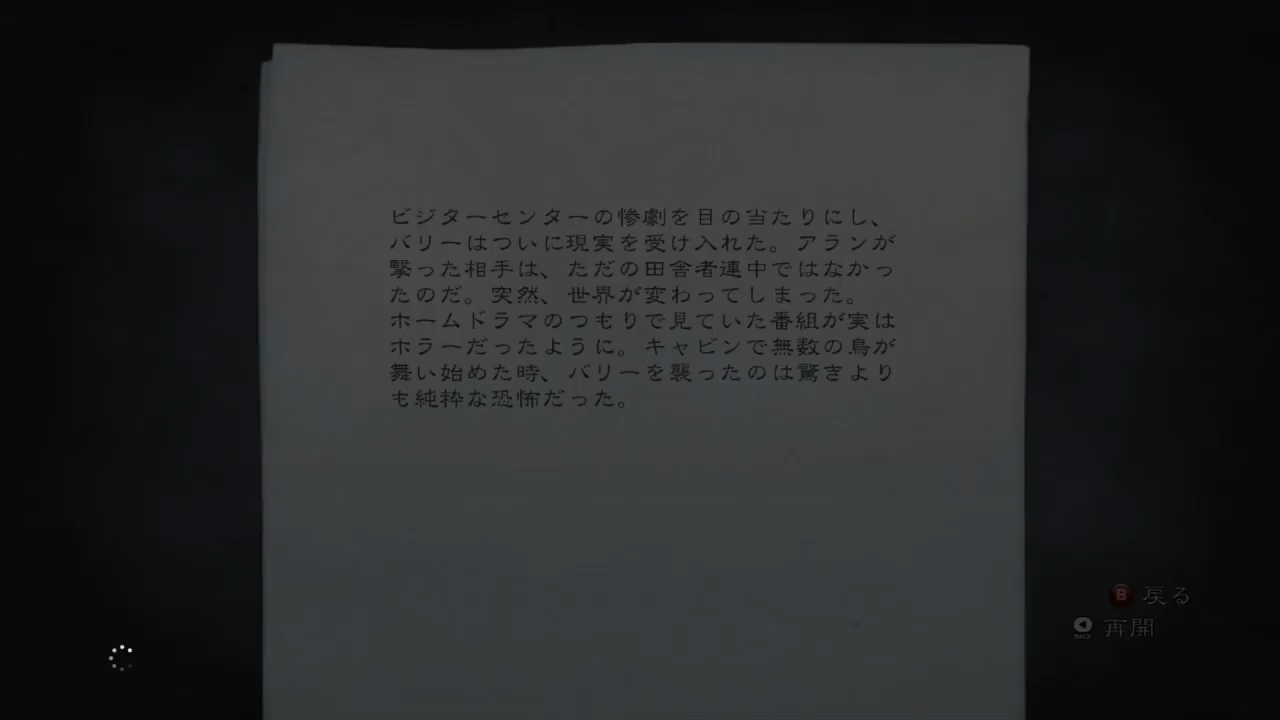 ビジターセンターの惨劇を目の当たりにし、
バリーはついに現実を受け入れた。アランが
撃った相手は、ただの田舎者連中ではなかっ
たのだ。突然、世界が変わってしまった。
ホームドラマのつもりで見ていた番組が実は
ホラーだったように。キャビンで無数の鳥が
舞い始めた時、バリーを襲ったのは驚きより
も純粋な恐怖だった。
B 戻る
BACK 再開